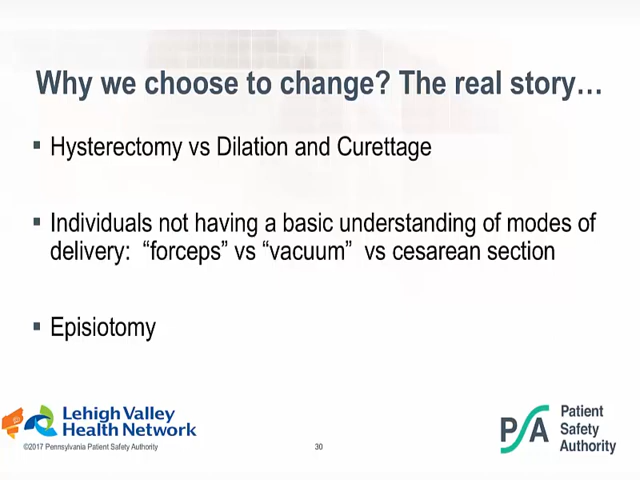 Why we choose to change? The real story…
▪ Hysterectomy vs Dilation and Curettage
▪ Individuals not having a basic understanding of modes of
delivery: “forceps” vs “vacuum” vs cesarean section
▪ Episiotomy
Lehigh Valley
Health Network
©2017 Pennsylvania Patient Safety Authority
30
PSA
Patient
Safety
Authority